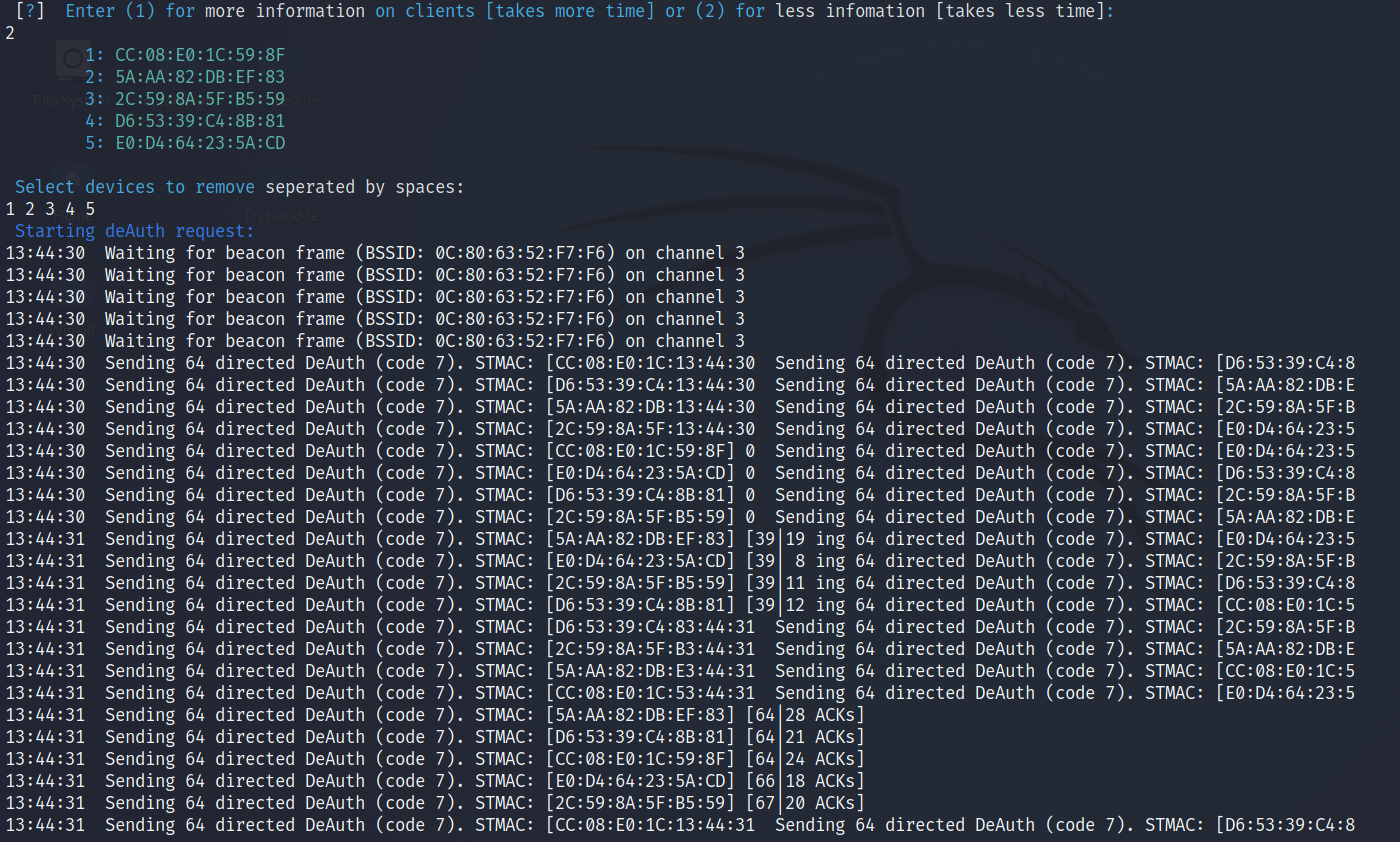 [?] Enter (1) for more information on clients [takes more time] or (2) for less infomation [takes less time]:
2
1: CC:08:E0:1C:59:8F
2: 5A:AA:82:DB:EF:83
File System
3: 2C:59:8A:5F:B5:59
4: D6:53:39:C4:8B:81
5: E0:D4:64:23:5A:CD
Select devices to remove seperated by spaces:
1 2 3 4 5
TryHackMe
Starting deAuth request:
13:44:30 Waiting for beacon frame (BSSID: 0C:80:63:52:F7:F6) on channel 3
13:44:30 Waiting for beacon frame (BSSID: 0C:80:63:52:F7:F6) on channel 3
13:44:30 Waiting for beacon frame (BSSID: 0C:80:63:52:F7:F6) on channel 3
13:44:30 Waiting for beacon frame (BSSID: 0C:80:63:52:F7:F6) on channel 3
13:44:30 Waiting for beacon frame (BSSID: 0C:80:63:52:F7:F6) on channel 3
13:44:30 Sending 64 directed DeAuth (code 7). STMAC: [CC:08:E0:1C:13:44:30 Sending 64 directed DeAuth (code 7). STMAC: [D6:53:39:C4:8
13:44:30 Sending 64 directed DeAuth (code 7). STMAC: [D6:53:39:C4:13:44:30 Sending 64 directed DeAuth (code 7). STMAC: [5A:AA:82:DB:E
13:44:30 Sending 64 directed DeAuth (code 7). STMAC: [5A:AA:82:DB:13:44:30 Sending 64 directed DeAuth (code 7). STMAC: [2C:59:8A:5F:B
13:44:30 Sending 64 directed DeAuth (code 7). STMAC: [2C:59:8A:5F:13:44:30 Sending 64 directed DeAuth (code 7). STMAC: [E0:D4:64:23:5
13:44:30 Sending 64 directed DeAuth (code 7). STMAC: [CC:08:E0:1C:59:8F] 0 Sending 64 directed DeAuth (code 7). STMAC: [E0:D4:64:23:5
13:44:30 Sending 64 directed DeAuth (code 7). STMAC: [E0:D4:64:23:5A:CD] 0 Sending 64 directed DeAuth (code 7). STMAC: [D6:53:39:C4:8
13:44:30 Sending 64 directed DeAuth (code 7). STMAC: [D6:53:39:C4:8B:81] 0 Sending 64 directed DeAuth (code 7). STMAC: [2C:59:8A:5F:B
13:44:30 Sending 64 directed DeAuth (code 7). STMAC: [2C:59:8A:5F:B5:59] 0 Sending 64 directed DeAuth (code 7). STMAC: [5A:AA:82:DB:E
13:44:31 Sending 64 directed DeAuth (code 7). STMAC: [5A:AA:82:DB:EF:83] [39|19 ing 64 directed DeAuth (code 7). STMAC: [E0:D4:64:23:5
13:44:31 Sending 64 directed DeAuth (code 7). STMAC: [E0:D4:64:23:5A:CD] [39| 8 ing 64 directed DeAuth (code 7). STMAC: [2C:59:8A:5F:B
13:44:31 Sending 64 directed DeAuth (code 7). STMAC: [2C:59:8A:5F:B5:59] [39|11 ing 64 directed DeAuth (code 7). STMAC: [D6:53:39:C4:8
13:44:31 Sending 64 directed DeAuth (code 7). STMAC: [D6:53:39:C4:8B:81] [39|12 ing 64 directed DeAuth (code 7). STMAC: [CC:08:E0:1C:5
13:44:31 Sending 64 directed DeAuth (code 7). STMAC: [D6:53:39:C4:83:44:31 Sending 64 directed DeAuth (code 7). STMAC: [2C:59:8A:5F:B
13:44:31 Sending 64 directed DeAuth (code 7). STMAC: [2C:59:8A:5F:B3:44:31 Sending 64 directed DeAuth (code 7). STMAC: [5A:AA:82:DB:E
13:44:31 Sending 64 directed DeAuth (code 7). STMAC: [5A:AA:82:DB:E3:44:31 Sending 64 directed DeAuth (code 7). STMAC: [CC:08:E0:1C:5
13:44:31 Sending 64 directed DeAuth (code 7). STMAC: [CC:08:E0:1C:53:44:31 Sending 64 directed DeAuth (code 7). STMAC: [E0:D4:64:23:5
13:44:31 Sending 64 directed DeAuth (code 7). STMAC: [5A:AA:82:DB:EF:83] [64|28 ACKs]
13:44:31 Sending 64 directed DeAuth (code 7). STMAC: [D6:53:39:C4:8B:81] [64|21 ACKs]
13:44:31 Sending 64 directed DeAuth (code 7). STMAC: [CC:08:E0:1C:59:8F] [64|24 ACKs]
13:44:31 Sending 64 directed DeAuth (code 7). STMAC: [E0:D4:64:23:5A:CD] [66|18 ACKs]
13:44:31 Sending 64 directed DeAuth (code 7). STMAC: [2C:59:8A:5F:B5:59] [67|20 ACKs]
13:44:31 Sending 64 directed DeAuth (code 7). STMAC: [CC:08:E0:1C:13:44:31 Sending 64 directed DeAuth (code 7). STMAC: [D6:53:39:C4:8